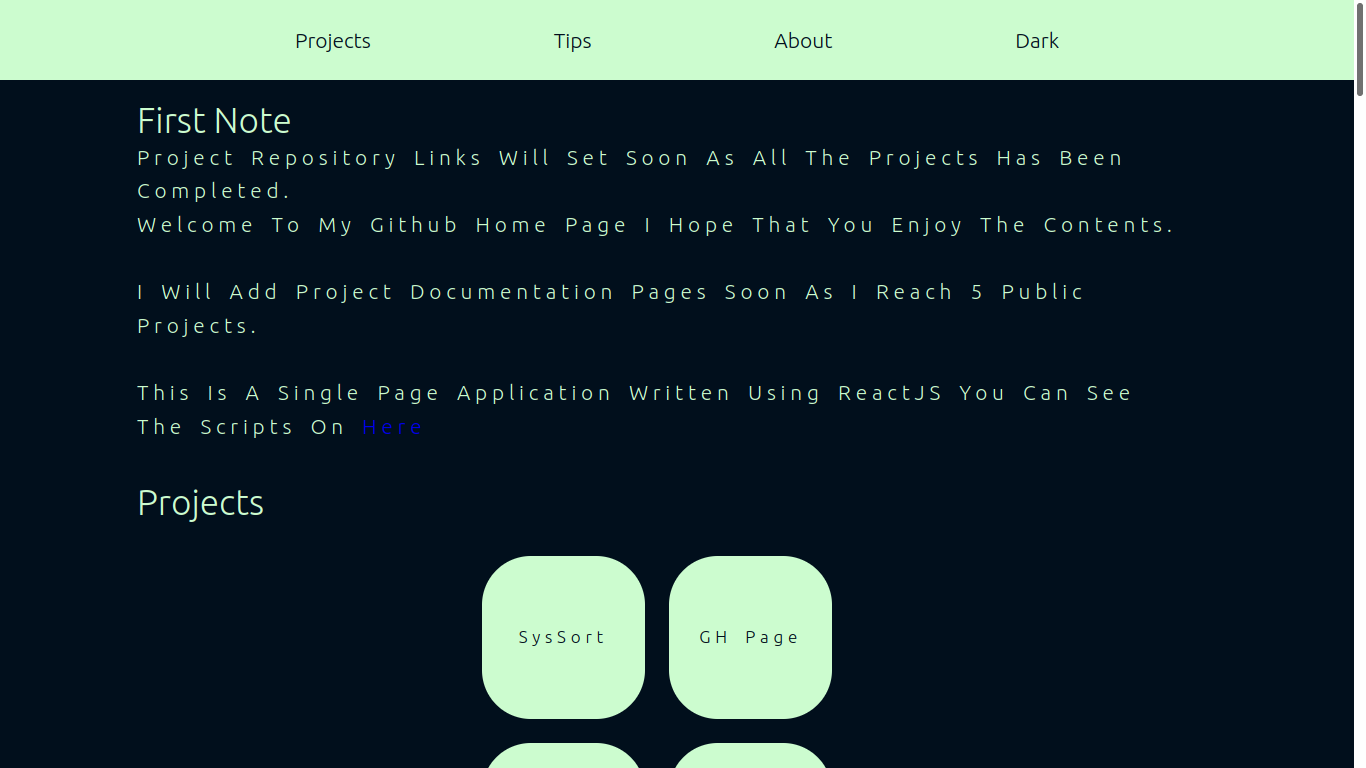 Projects Tips About Dark
First Note
Project Repository Links Will Set Soon As All The Projects Has Been
Completed.
Welcome To My Github Home Page I Hope That You Enjoy The Contents.
I Will Add Project Documentation Pages Soon As I Reach 5 Public
Projects.
This Is A Single Page Application Written Using ReactJS You Can See
The Scripts On Here
Projects
SysSort GH Page